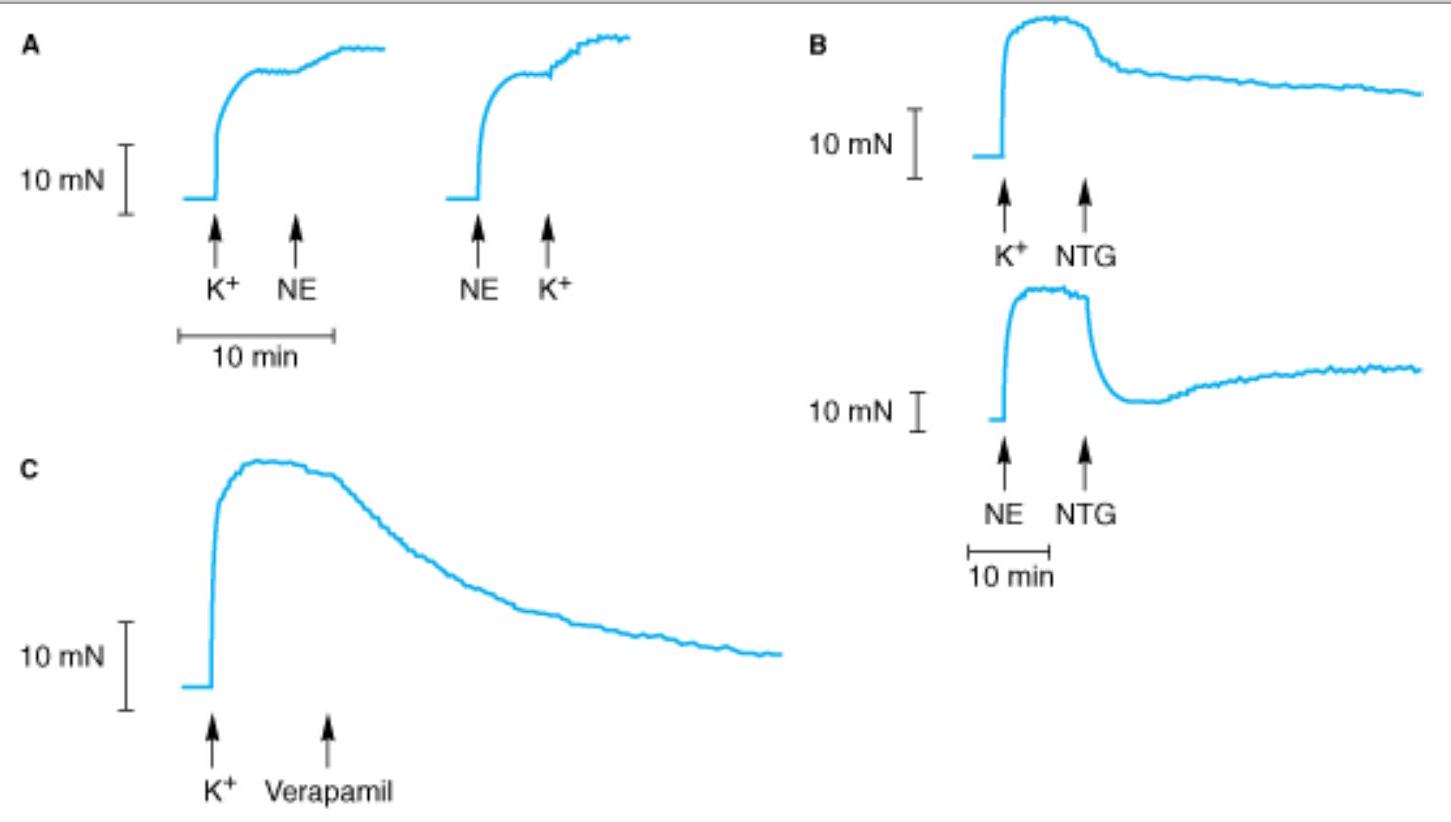 A
10 mN
K+ NE
NE K+
10 min
B
10 mN
K+ NTG
10 mN
NE NTG
10 min
C
10 mN
K+ Verapamil